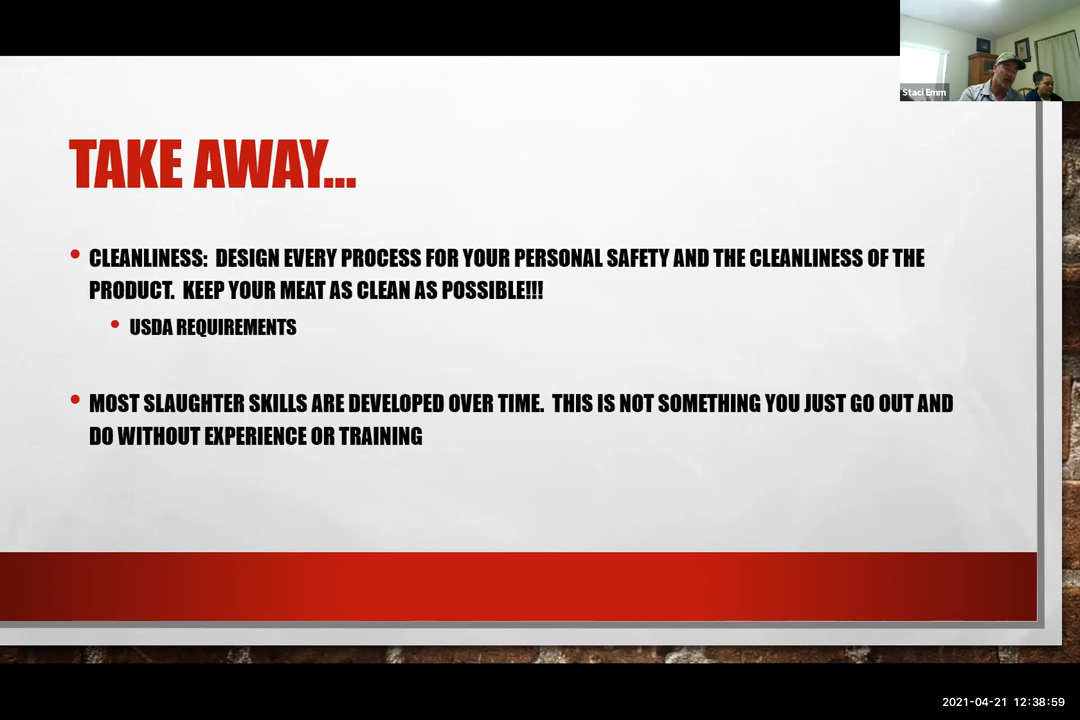 Staci Emm
TAKE AWAY...
• CLEANLINESS: DESIGN EVERY PROCESS FOR YOUR PERSONAL SAFETY AND THE CLEANLINESS OF THE
PRODUCT. KEEP YOUR MEAT AS CLEAN AS POSSIBLE!!!
• USDA REQUIREMENTS
• MOST SLAUGHTER SKILLS ARE DEVELOPED OVER TIME. THIS IS NOT SOMETHING YOU JUST GO OUT AND
DO WITHOUT EXPERIENCE OR TRAINING
2021-04-21 12:38:59